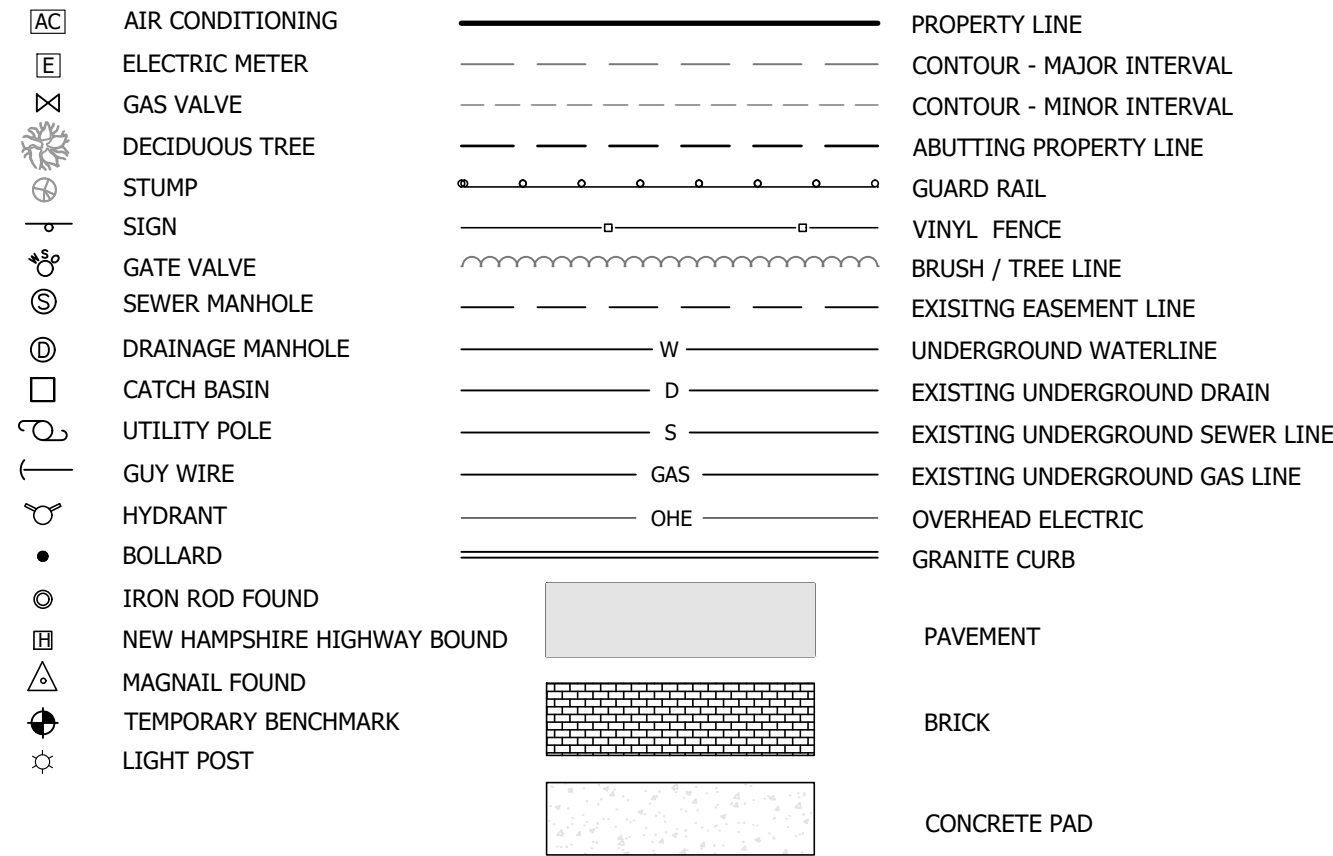 AC AIR CONDITIONING
E ELECTRIC METER
GAS VALVE
DECIDUOUS TREE
STUMP
SIGN
W S O GATE VALVE
S SEWER MANHOLE
D DRAINAGE MANHOLE
CATCH BASIN
UTILITY POLE
GUY WIRE
HYDRANT
BOLLARD
IRON ROD FOUND
H NEW HAMPSHIRE HIGHWAY BOUND
MAGNAIL FOUND
TEMPORARY BENCHMARK
LIGHT POST
PROPERTY LINE
CONTOUR - MAJOR INTERVAL
CONTOUR - MINOR INTERVAL
ABUTTING PROPERTY LINE
GUARD RAIL
VINYL FENCE
BRUSH / TREE LINE
EXISITNG EASEMENT LINE
W UNDERGROUND WATERLINE
D EXISTING UNDERGROUND DRAIN
S EXISTING UNDERGROUND SEWER LINE
GAS EXISTING UNDERGROUND GAS LINE
OHE OVERHEAD ELECTRIC
GRANITE CURB
PAVEMENT
BRICK
CONCRETE PAD